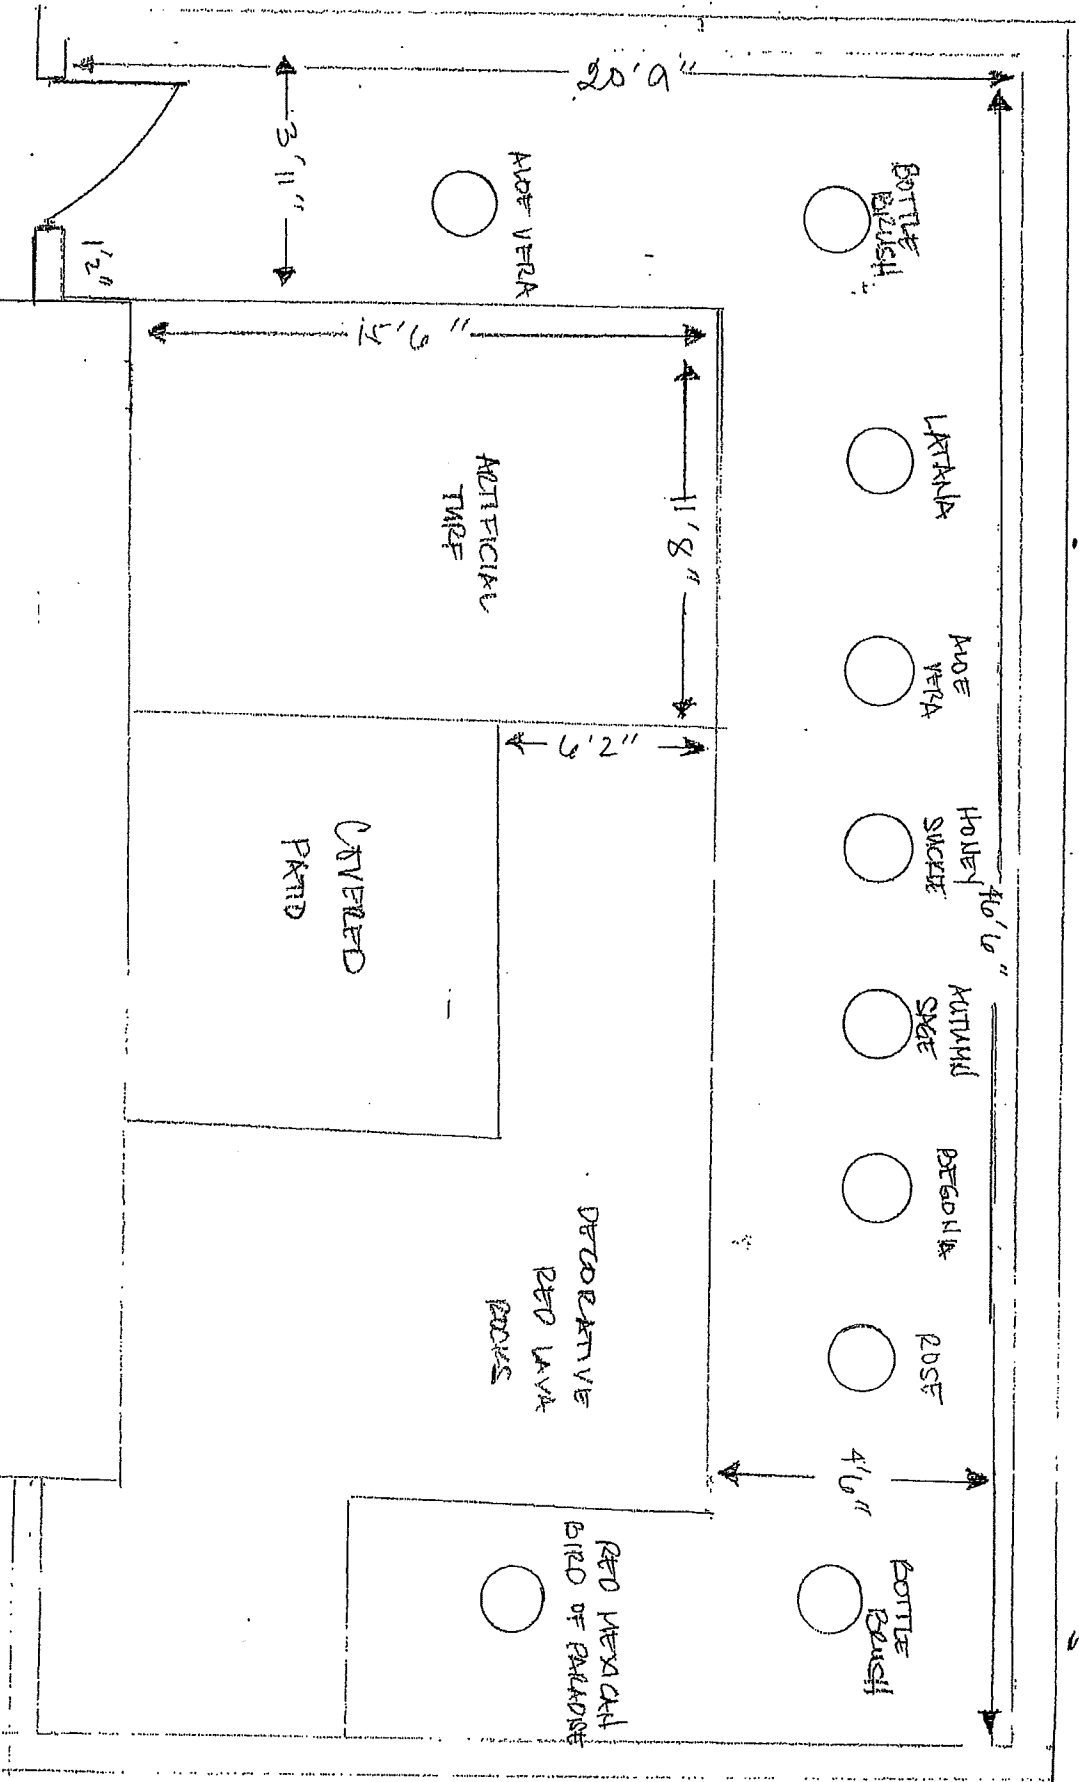 20'9"
3'11"
ALOE VERA
BOTTLE
BRUSH
1'2"
15'6"
11'8"
ARTIFICIAL
TURF
LATANA
ALOE
VERA
6'2"
COVERED
PATIO
HONEY
SUCKLE
46'6"
AUTUMN
SAGE
BEGONIA
DECORATIVE
RED LAVA
ROCKS
ROSE
4'6"
RED MEXICAN
BIRD OF PARADISE
BOTTLE
BRUSH